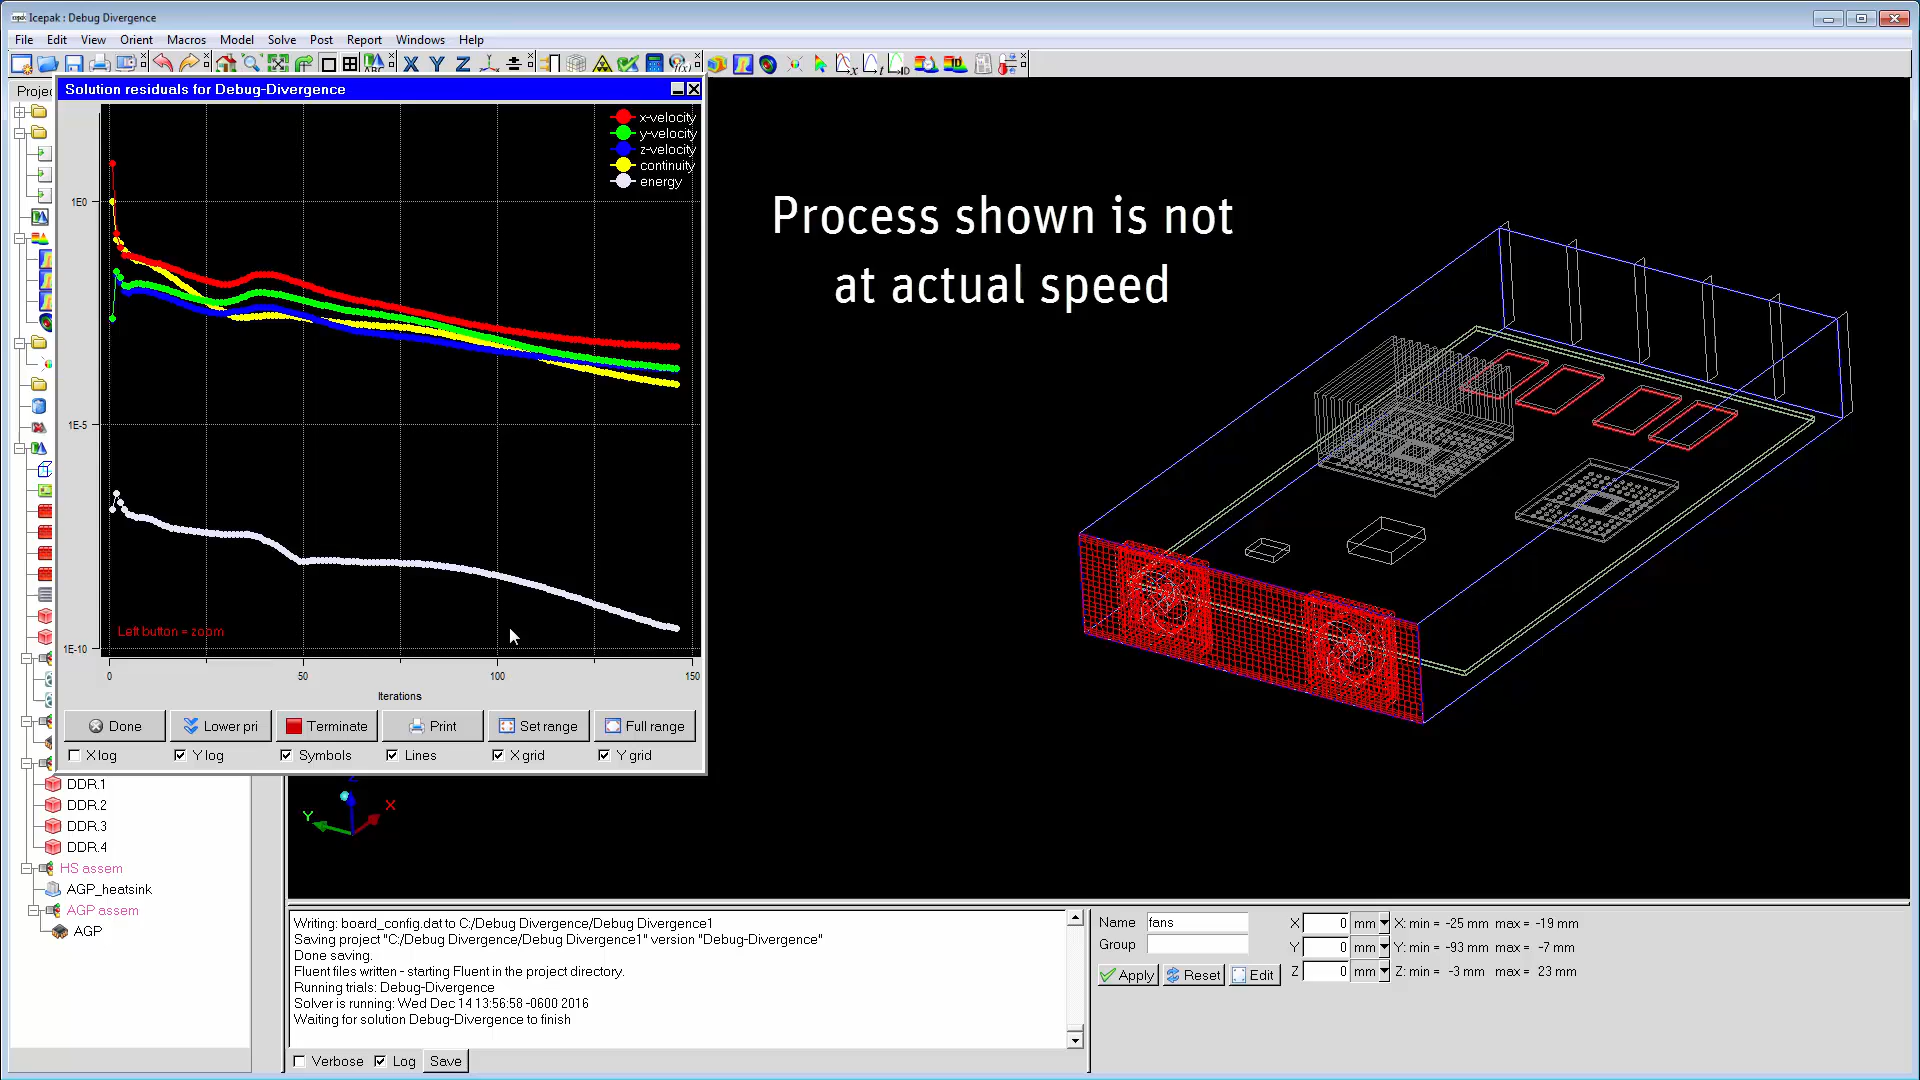 Icepak : Debug Divergence
File Edit View Orient Macros Model Solve Post Report Windows Help
Projec
Solution residuals for Debug-Divergence
x-velocity
y-velocity
z-velocity
continuity
energy
1E0
1E-5
1E-10
Left button = zoom
0 50 100 150
Iterations
Done Lower pri Terminate Print Set range Full range
X log Y log Symbols Lines X grid Y grid
Process shown is not
at actual speed
DDR.1
DDR.2
DDR.3
DDR.4
HS assem
AGP_heatsink
AGP assem
AGP
Z
Y
X
Writing: board_config.dat to C:/Debug Divergence/Debug Divergence1
Saving project "C:/Debug Divergence/Debug Divergence1" version "Debug-Divergence"
Done saving.
Fluent files written - starting Fluent in the project directory.
Running trials: Debug-Divergence
Solver is running: Wed Dec 14 13:56:58 -0600 2016
Waiting for solution Debug-Divergence to finish
Verbose Log Save
Name fans X 0 mm X: min = -25 mm max = -19 mm
Group Y 0 mm Y: min = -93 mm max = -7 mm
Apply Reset Edit Z 0 mm Z: min = -3 mm max = 23 mm